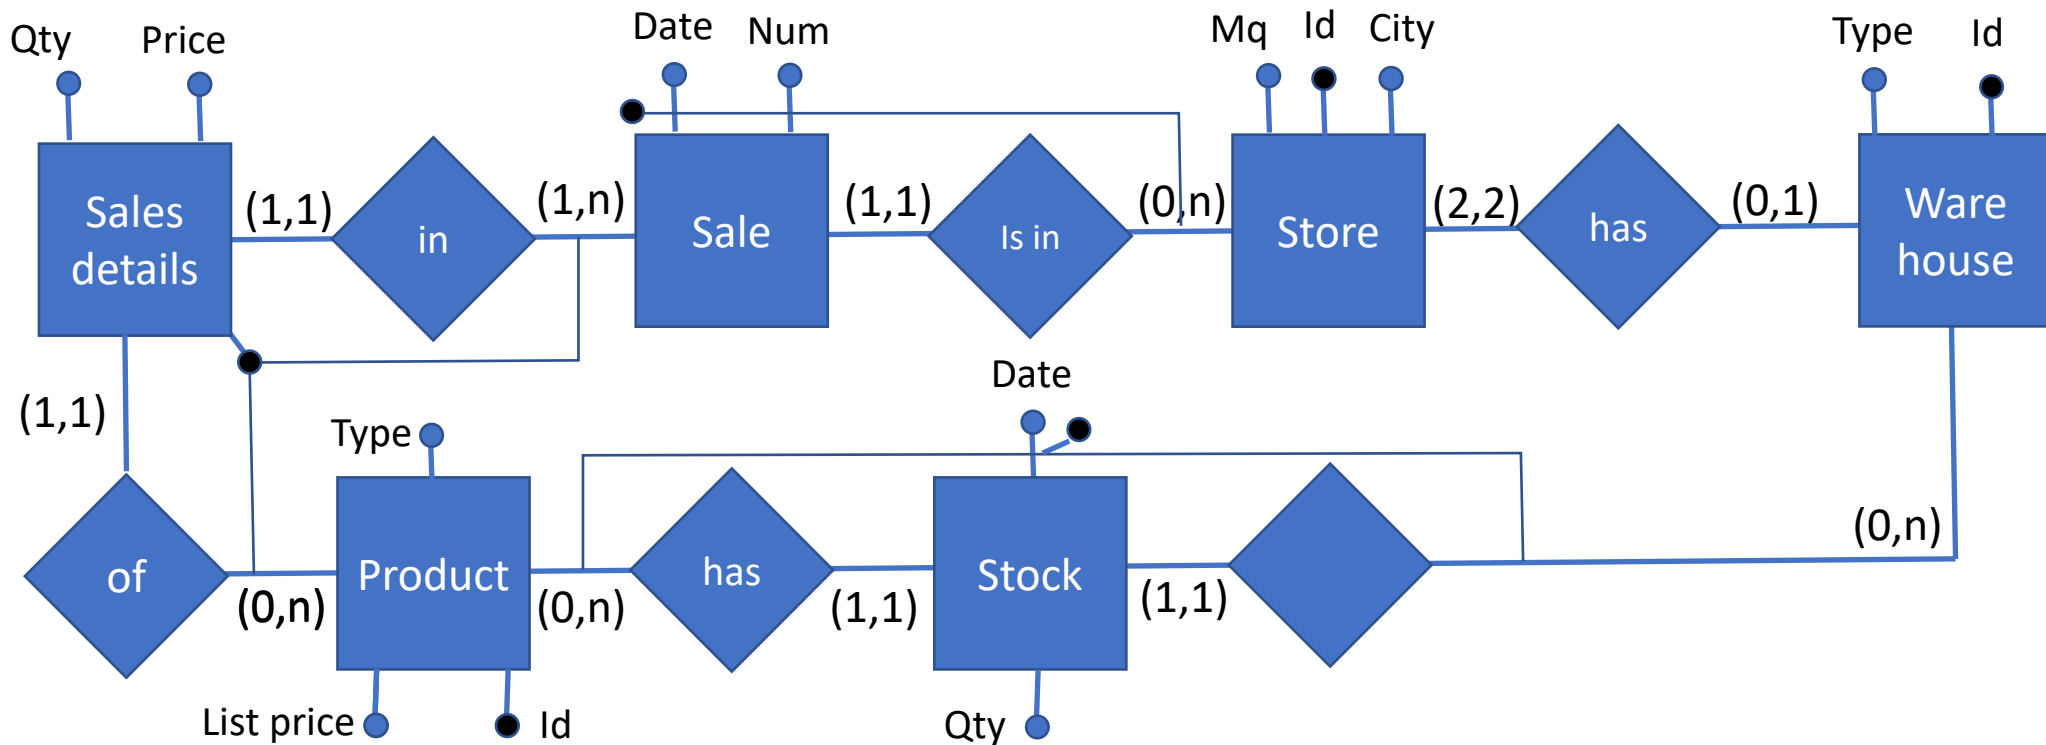 Qty
Price
Date
Num
Mq
Id
City
Type
Id
Sales
details
(1,1)
in
(1,n)
Sale
(1,1)
Is in
(0,n)
Store
(2,2)
has
(0,1)
Ware
house
(1,1)
Type
Date
of
(0,n)
Product
(0,n)
has
(1,1)
Stock
(1,1)
(0,n)
List price
Id
Qty